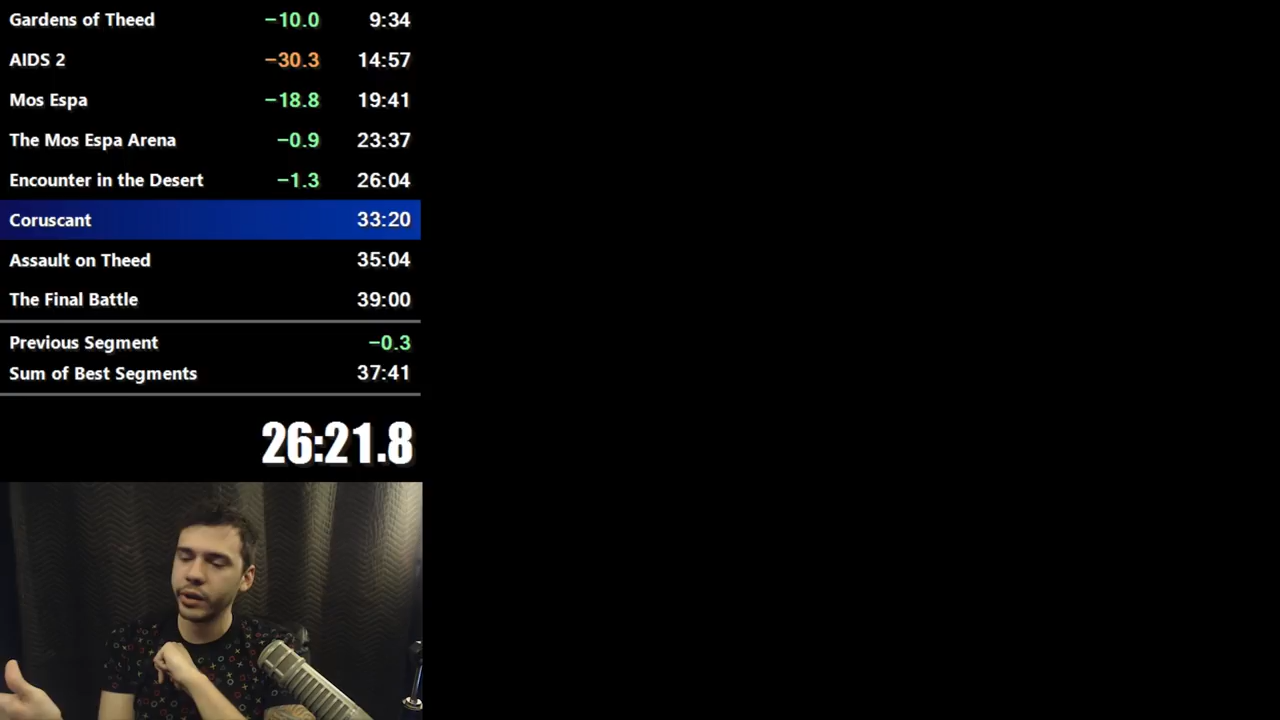 Gardens of Theed −10.0 9:34
AIDS 2 −30.3 14:57
Mos Espa −18.8 19:41
The Mos Espa Arena −0.9 23:37
Encounter in the Desert −1.3 26:04
Coruscant 33:20
Assault on Theed 35:04
The Final Battle 39:00
Previous Segment −0.3
Sum of Best Segments 37:41
26:21.8